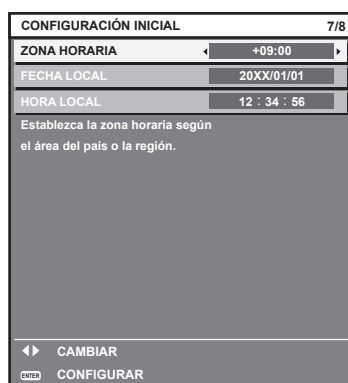 CONFIGURACIÓN INICIAL 7/8
ZONA HORARIA +09:00
FECHA LOCAL 20XX/01/01
HORA LOCAL 12 : 34 : 56
Establezca la zona horaria según
el área del país o la región.
CAMBIAR
ENTER CONFIGURAR